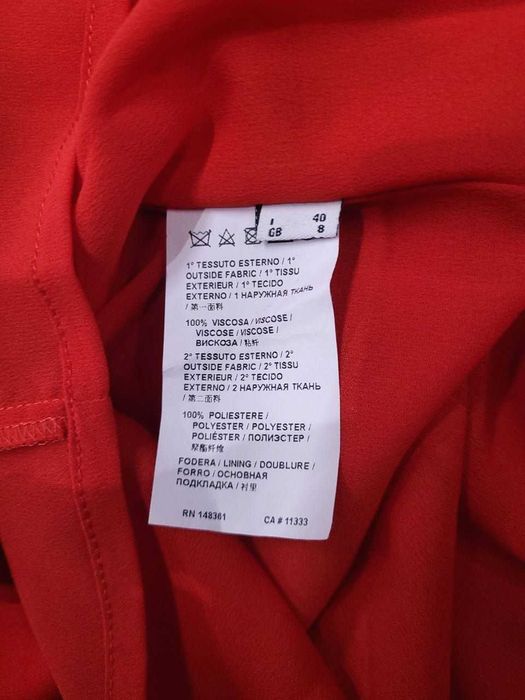 I 40
GB 8
1° TESSUTO ESTERNO / 1°
OUTSIDE FABRIC / 1° TISSU
EXTERIEUR / 1° TECIDO
EXTERNO / 1 НАРУЖНАЯ ТКАНЬ
/ 第一面料
100% VISCOSA / VISCOSE /
VISCOSE / VISCOSE /
ВИСКОЗА / 粘纤
2° TESSUTO ESTERNO / 2°
OUTSIDE FABRIC / 2° TISSU
EXTERIEUR / 2° TECIDO
EXTERNO / 2 НАРУЖНАЯ ТКАНЬ
/ 第二面料
100% POLIESTERE /
POLYESTER / POLYESTER /
POLIÉSTER / ПОЛИЭСТЕР /
聚酯纤维
FODERA / LINING / DOUBLURE /
FORRO / ОСНОВНАЯ
ПОДКЛАДКА / 衬里
RN 148361 CA # 11333